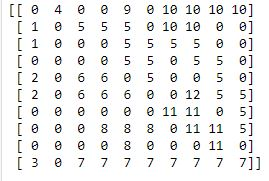 [[ 0 4 0 0 9 0 10 10 10 10]
[ 1 0 5 5 5 0 10 10 0 0]
[ 1 0 0 0 5 5 5 5 0 0]
[ 0 0 0 0 5 5 0 5 5 0]
[ 2 0 6 6 0 5 0 0 5 0]
[ 2 0 6 6 6 0 0 12 5 5]
[ 0 0 0 0 0 0 11 11 0 5]
[ 0 0 0 8 8 8 0 11 11 5]
[ 0 0 0 0 8 0 0 0 11 0]
[ 3 0 7 7 7 7 7 7 7 7]]